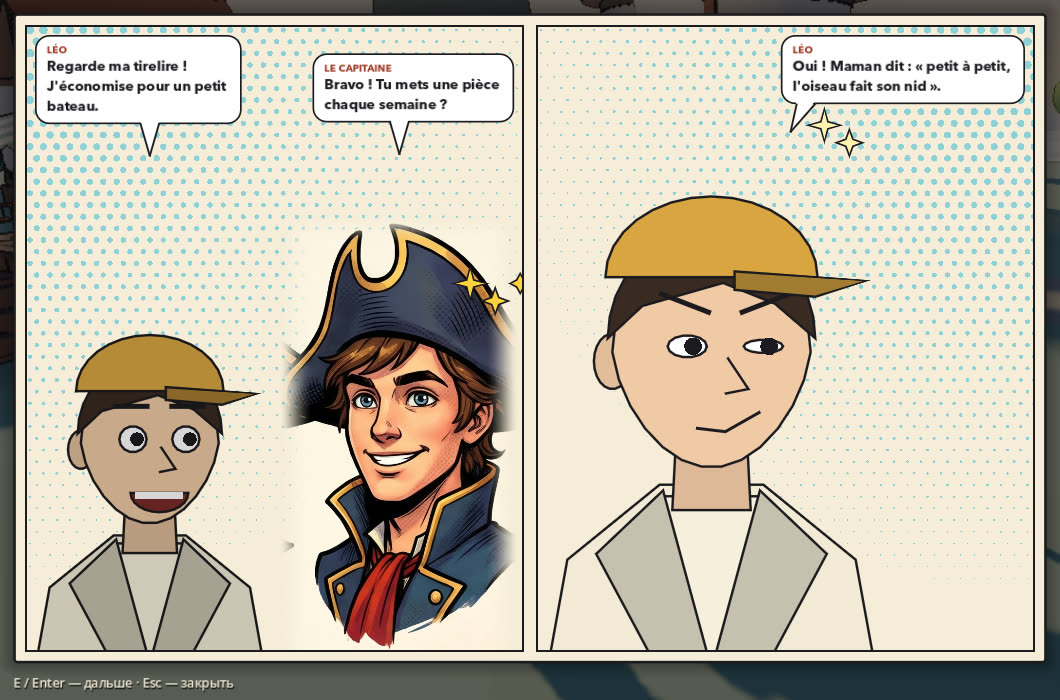 LÉO
Regarde ma tirelire !
J'économise pour un petit
bateau.
LE CAPITAINE
Bravo ! Tu mets une pièce
chaque semaine ?
LÉO
Oui ! Maman dit : « petit à petit,
l'oiseau fait son nid ».
E / Enter — дальше · Esc — закрыть